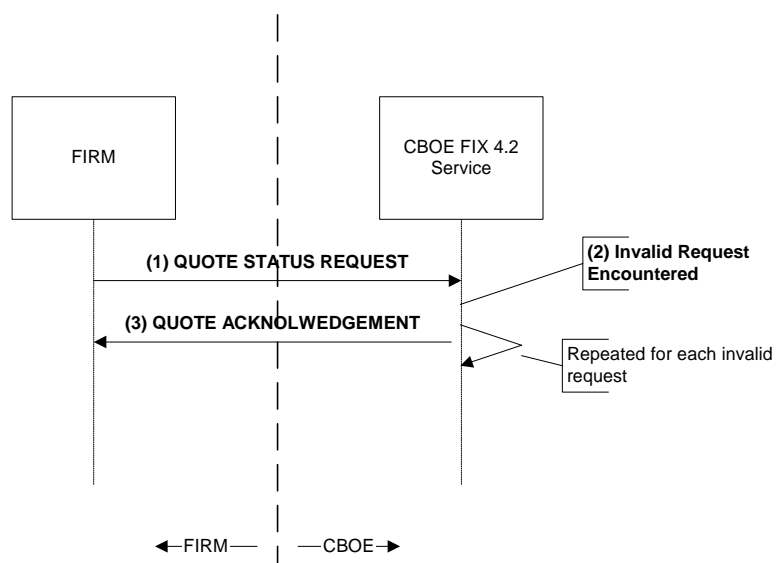 FIRM
CBOE FIX 4.2
Service
(1) QUOTE STATUS REQUEST
(2) Invalid Request
Encountered
(3) QUOTE ACKNOLWEDGEMENT
Repeated for each invalid
request
FIRM
CBOE